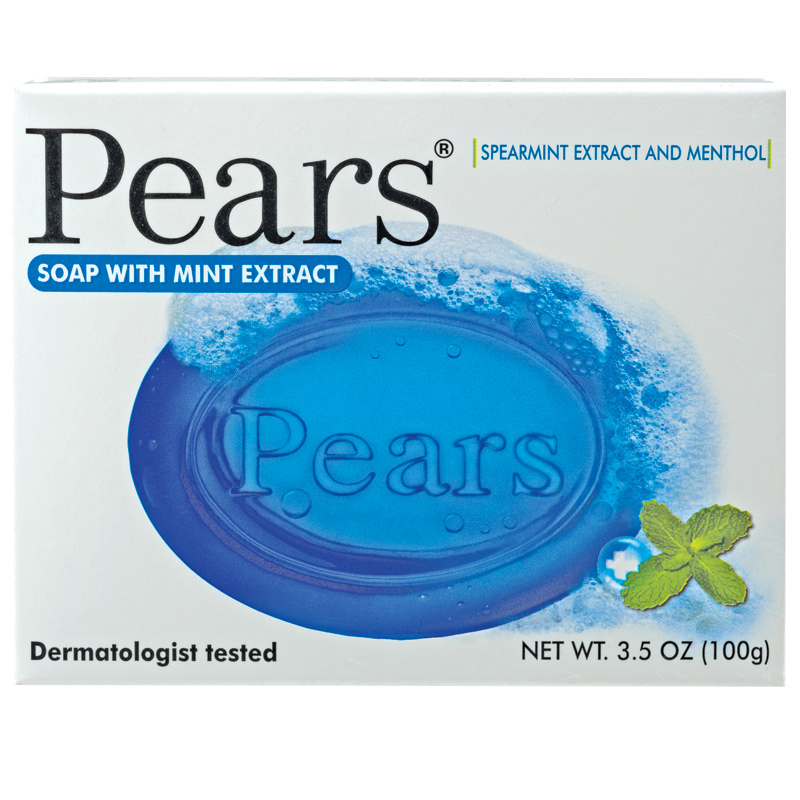 Pears®
SPEARMINT EXTRACT AND MENTHOL
SOAP WITH MINT EXTRACT
Pears
Dermatologist tested
NET WT. 3.5 OZ (100g)